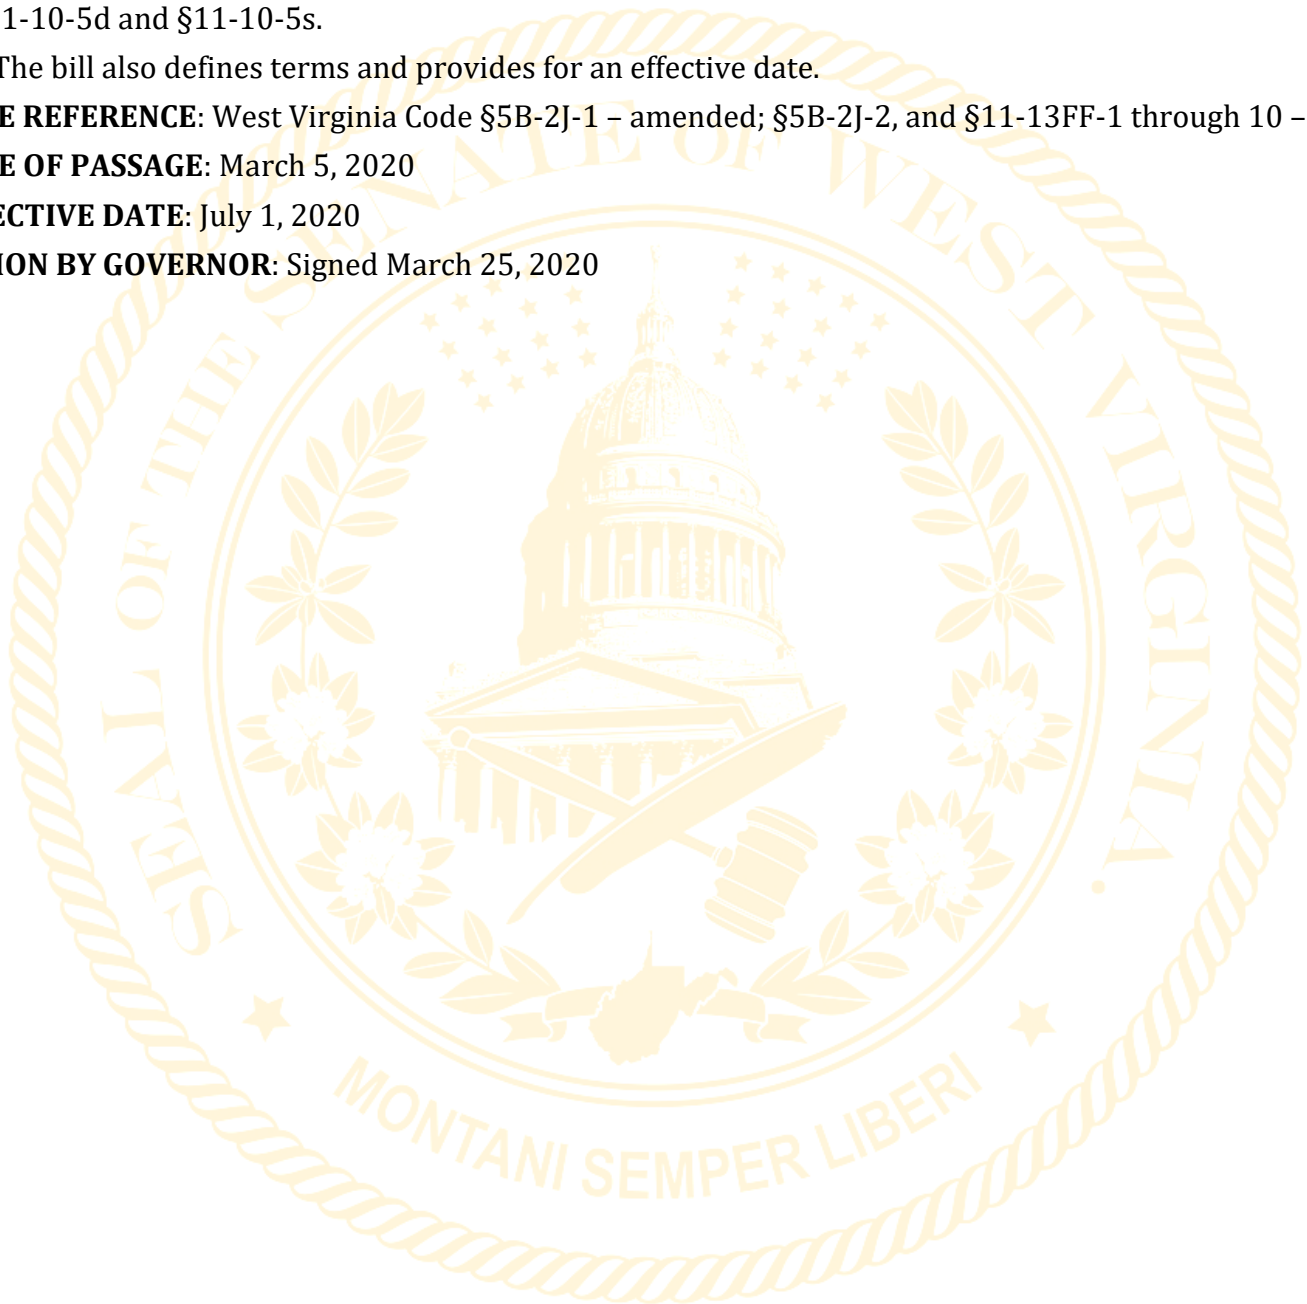 1-10-5d and §11-10-5s.
The bill also defines terms and provides for an effective date.
E REFERENCE: West Virginia Code §5B-2J-1 – amended; §5B-2J-2, and §11-13FF-1 through 10 –
E OF PASSAGE: March 5, 2020
ECTIVE DATE: July 1, 2020
ION BY GOVERNOR: Signed March 25, 2020
SEAL OF THE SENATE OF WEST VIRGINIA.
MONTANI SEMPER LIBERI